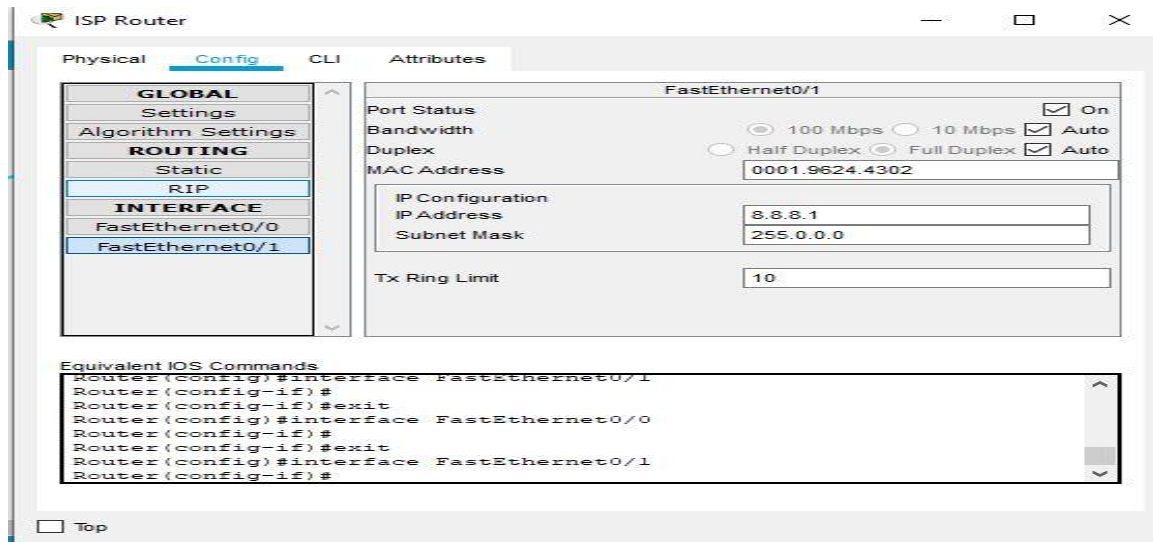 ISP Router
Physical Config CLI Attributes
GLOBAL
Settings
Algorithm Settings
ROUTING
Static
RIP
INTERFACE
FastEthernet0/0
FastEthernet0/1
FastEthernet0/1
Port Status On
Bandwidth 100 Mbps 10 Mbps Auto
Duplex Half Duplex Full Duplex Auto
MAC Address 0001.9624.4302
IP Configuration
IP Address 8.8.8.1
Subnet Mask 255.0.0.0
Tx Ring Limit 10
Equivalent IOS Commands
Router(config)#interface FastEthernet0/1
Router(config-if)#
Router(config-if)#exit
Router(config)#interface FastEthernet0/0
Router(config-if)#
Router(config-if)#exit
Router(config)#interface FastEthernet0/1
Router(config-if)#
Top